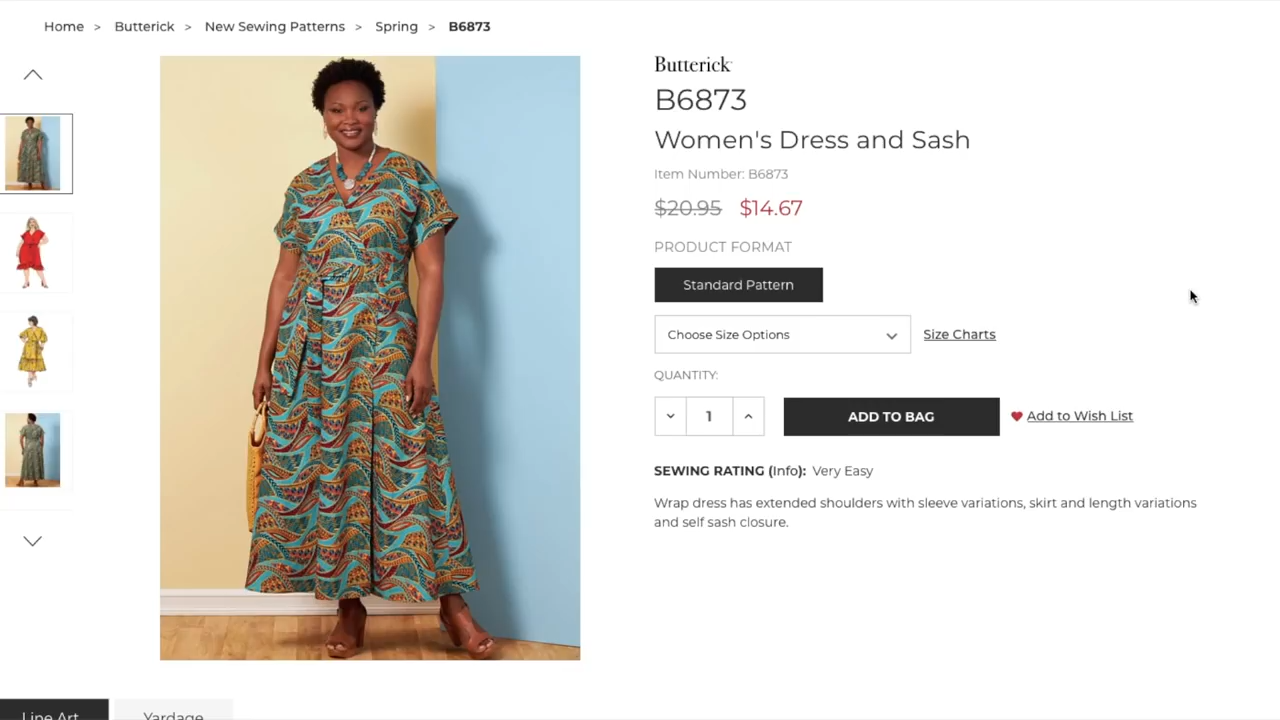 Home > Butterick > New Sewing Patterns > Spring > B6873
Butterick
B6873
Women's Dress and Sash
Item Number: B6873
$20.95 $14.67
PRODUCT FORMAT
Standard Pattern
Choose Size Options
Size Charts
QUANTITY:
1
ADD TO BAG
Add to Wish List
SEWING RATING (Info): Very Easy
Wrap dress has extended shoulders with sleeve variations, skirt and length variations
and self sash closure.
Line Art
Yardage